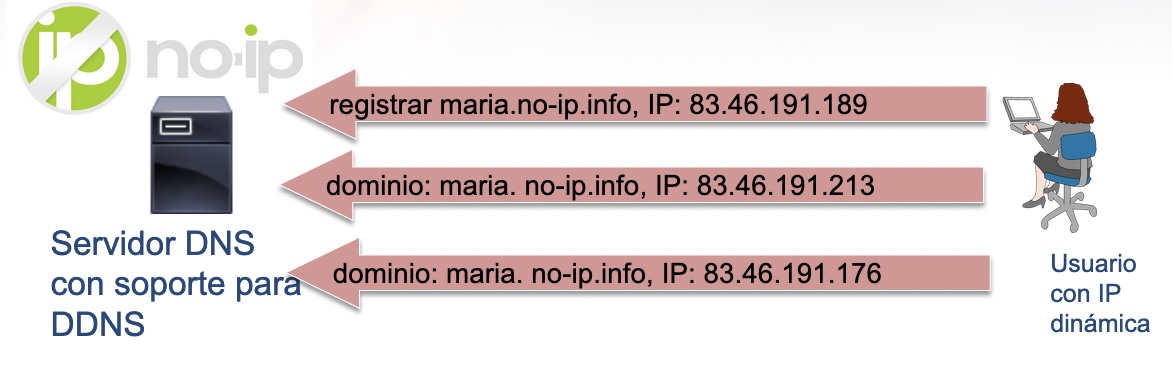 ip no-ip
registrar maria.no-ip.info, IP: 83.46.191.189
dominio: maria. no-ip.info, IP: 83.46.191.213
dominio: maria. no-ip.info, IP: 83.46.191.176
Servidor DNS
con soporte para
DDNS
Usuario
con IP
dinámica